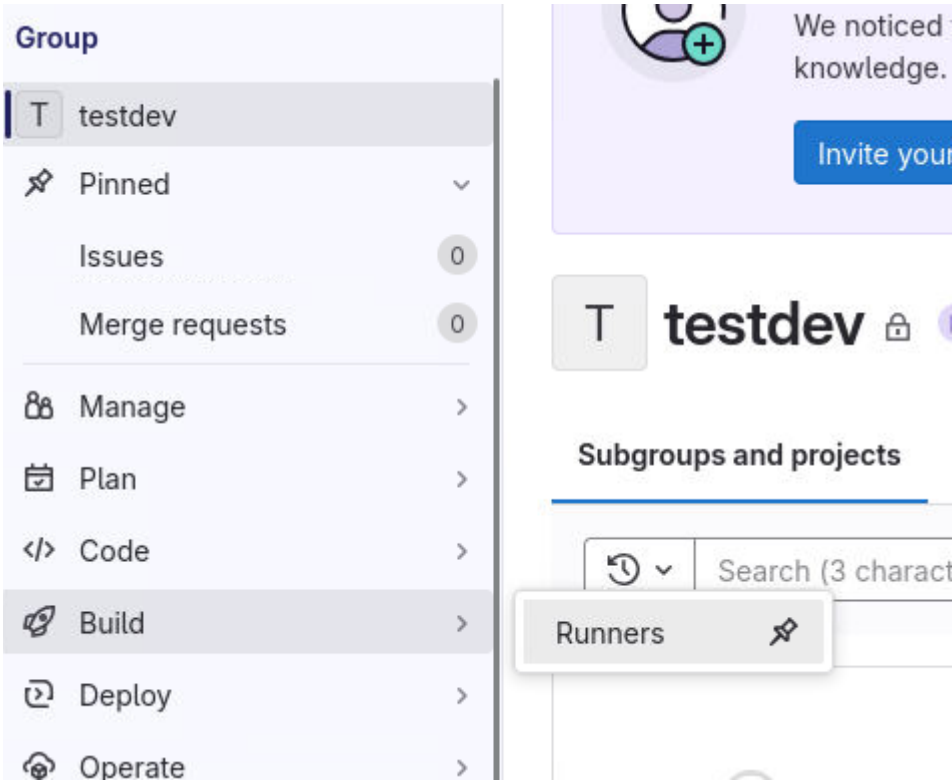 Group
T testdev
Pinned
Issues 0
Merge requests 0
Manage
Plan
Code
Build
Deploy
Operate
We noticed
knowledge.
Invite your
T testdev
Subgroups and projects
Search (3 charact
Runners